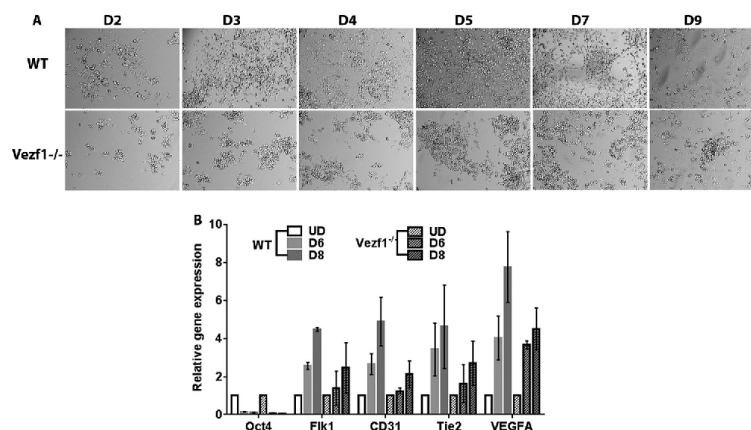 A D2 D3 D4 D5 D7 D9
WT
Vezf1-/-
B
10
8
6
4
2
0
Relative gene expression
WT UD D6 D8
Vezf1-/- UD D6 D8
Oct4 Flk1 CD31 Tie2 VEGFA